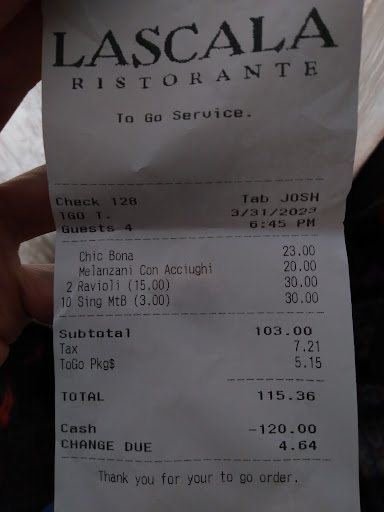 LASCALA
RISTORANTE
To Go Service.
Check 128 Tab JOSH
TGO T. 3/31/2023
Guests 4 6:45 PM
Chic Bona 23.00
Melanzani Con Acciughi 20.00
2 Ravioli (15.00) 30.00
10 Sing MtB (3.00) 30.00
Subtotal 103.00
Tax 7.21
ToGo Pkg$ 5.15
TOTAL 115.36
Cash -120.00
CHANGE DUE 4.64
Thank you for your to go order.